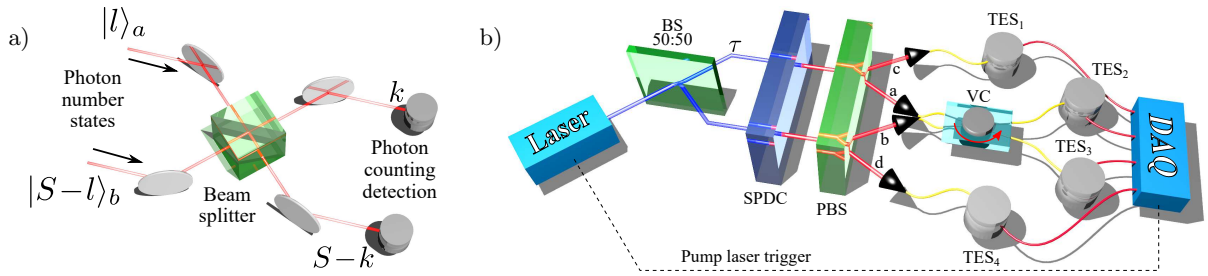 a)
|l⟩ₐ
Photon
number
states
|S−l⟩_b
Beam
splitter
k
Photon
counting
detection
S−k
b)
BS
50:50
τ
Laser
SPDC
PBS
c
a
b
d
VC
TES₁
TES₂
TES₃
TES₄
DAQ
Pump laser trigger